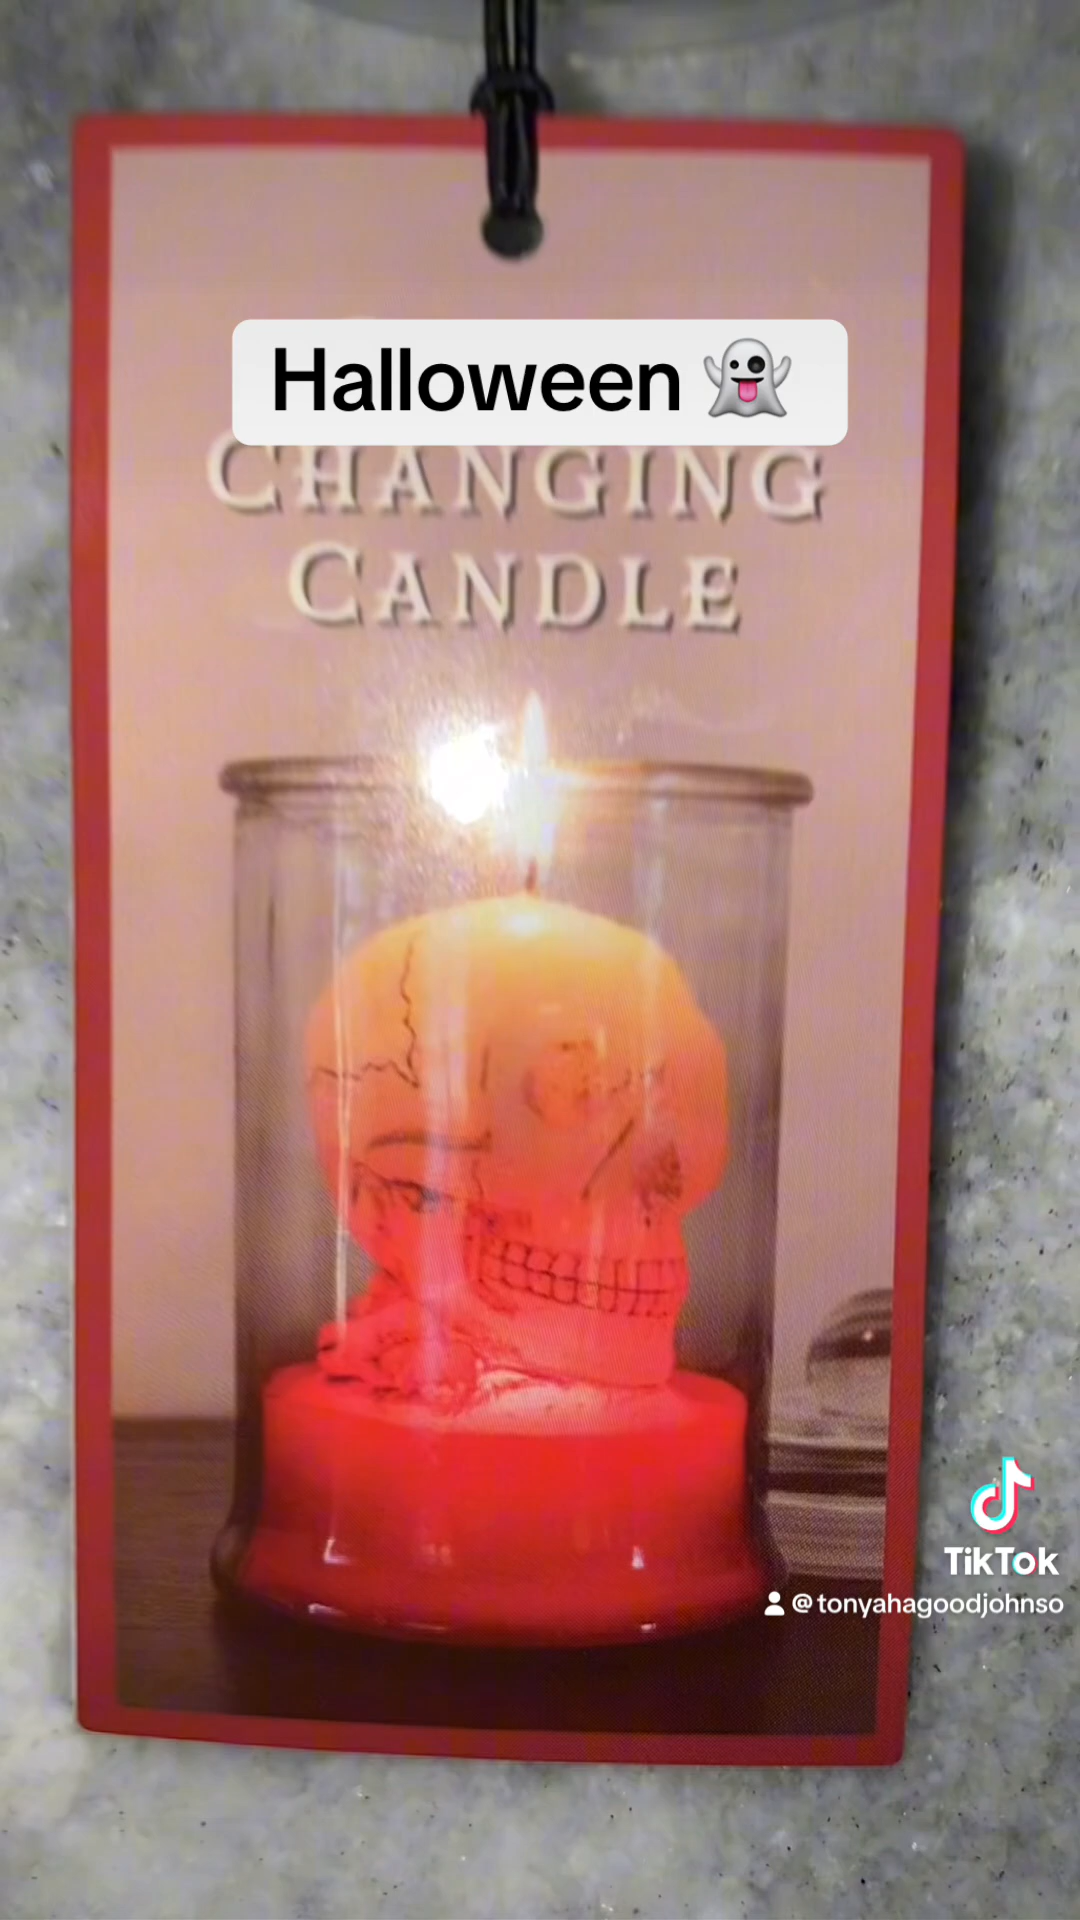 Halloween 👻
CHANGING
CANDLE
TikTok
@tonyahagoodjohnso